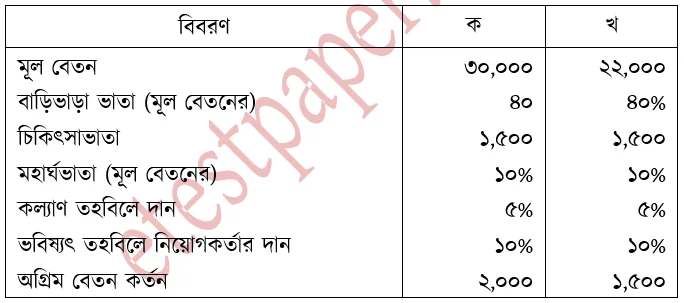 বিবরণ ক খ
মূল বেতন ৩০,০০০ ২২,০০০
বাড়িভাড়া ভাতা (মূল বেতনের) ৪০ ৪০%
চিকিৎসাভাতা ১,৫০০ ১,৫০০
মহার্ঘভাতা (মূল বেতনের) ১০% ১০%
কল্যাণ তহবিলে দান ৫% ৫%
ভবিষ্যৎ তহবিলে নিয়োগকর্তার দান ১০% ১০%
অগ্রিম বেতন কর্তন ২,০০০ ১,৫০০
etestpaper.